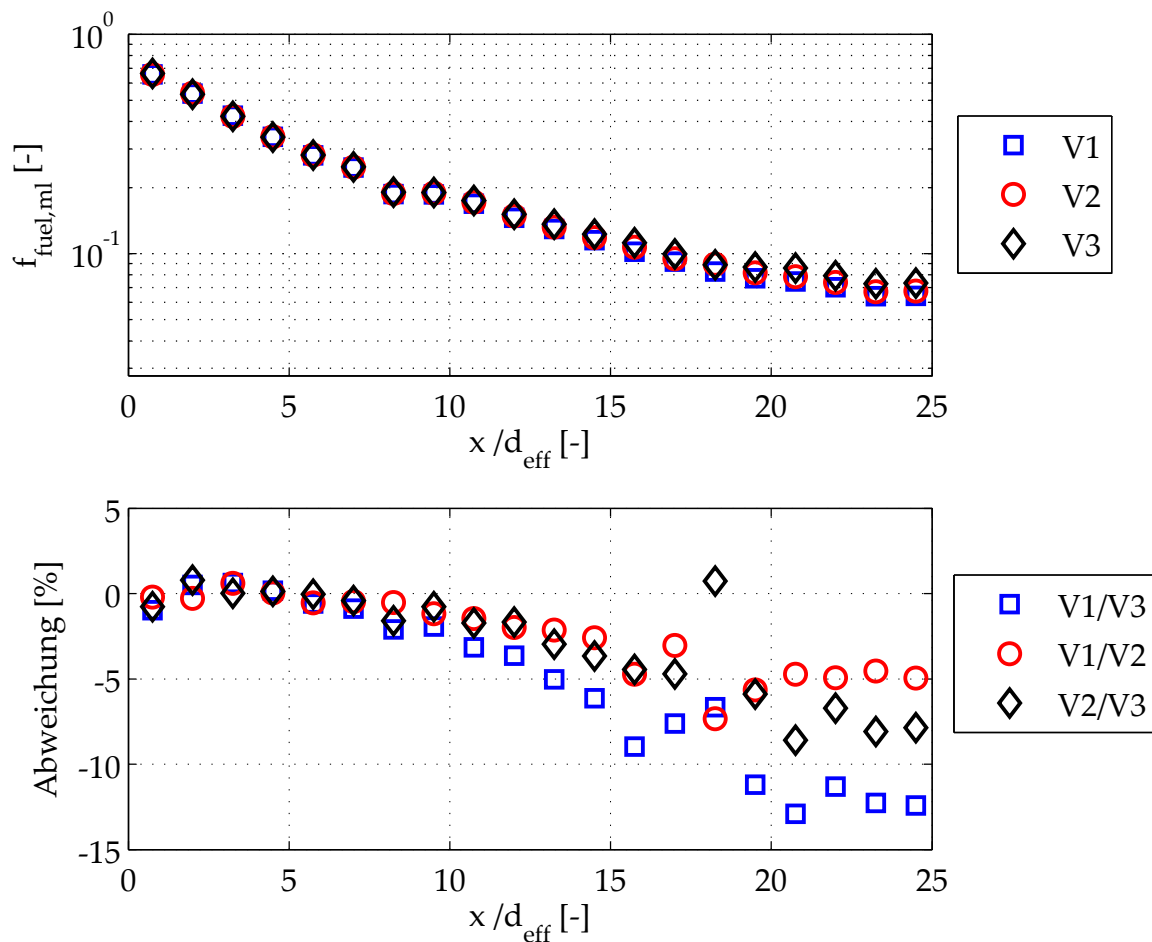 10^0
f_fuel,ml [-]
10^-1
0 5 10 15 20 25
x/d_eff [-]
V1
V2
V3
5
0
-5
-10
-15
Abweichung [%]
0 5 10 15 20 25
x/d_eff [-]
V1/V3
V1/V2
V2/V3